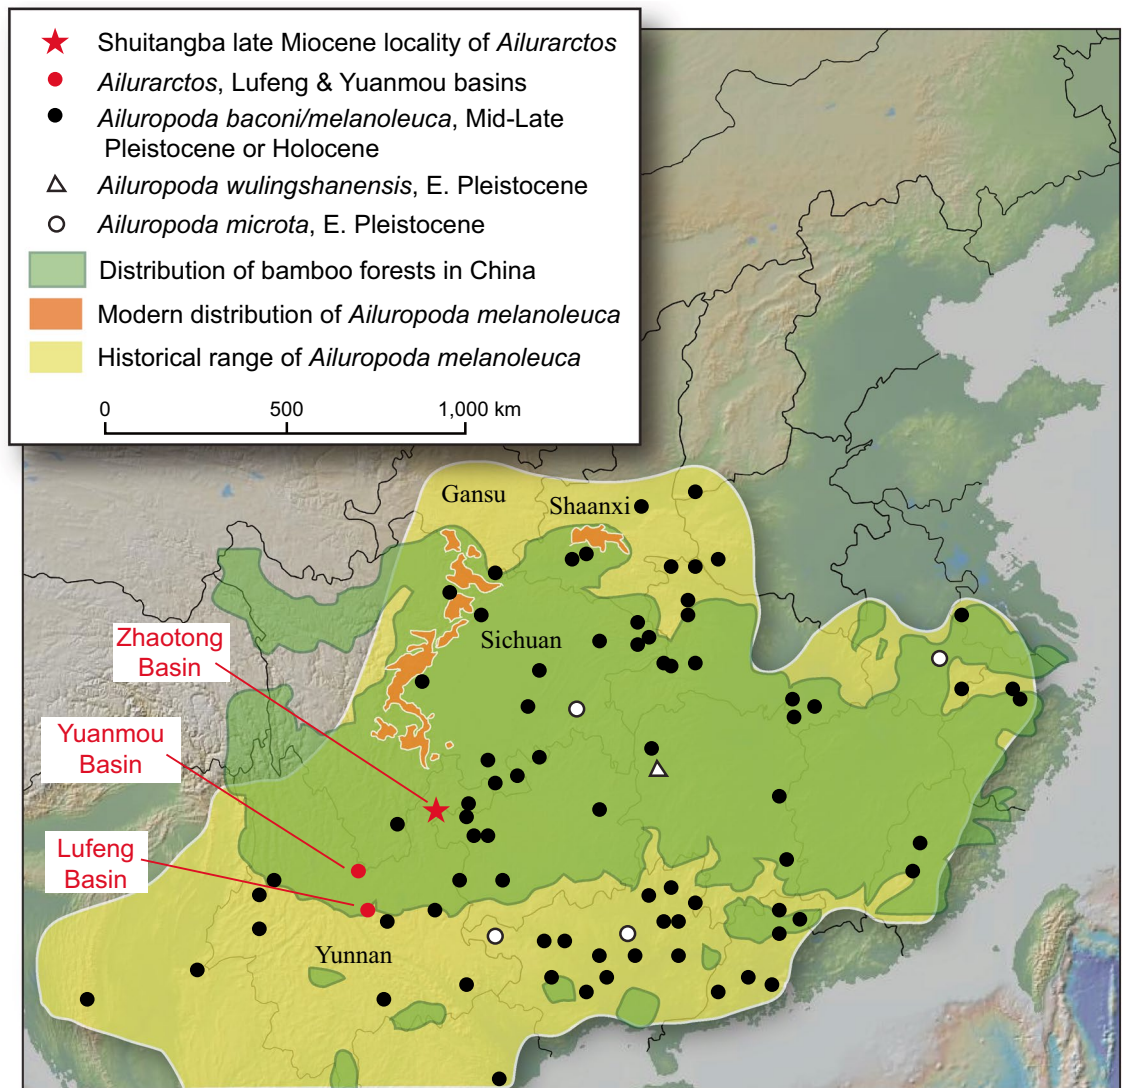 Shuitangba late Miocene locality of Ailurarctos
Ailurarctos, Lufeng & Yuanmou basins
Ailuropoda baconi/melanoleuca, Mid-Late
Pleistocene or Holocene
Ailuropoda wulingshanensis, E. Pleistocene
Ailuropoda microta, E. Pleistocene
Distribution of bamboo forests in China
Modern distribution of Ailuropoda melanoleuca
Historical range of Ailuropoda melanoleuca
0 500 1,000 km
Gansu
Shaanxi
Zhaotong
Basin
Sichuan
Yuanmou
Basin
Lufeng
Basin
Yunnan